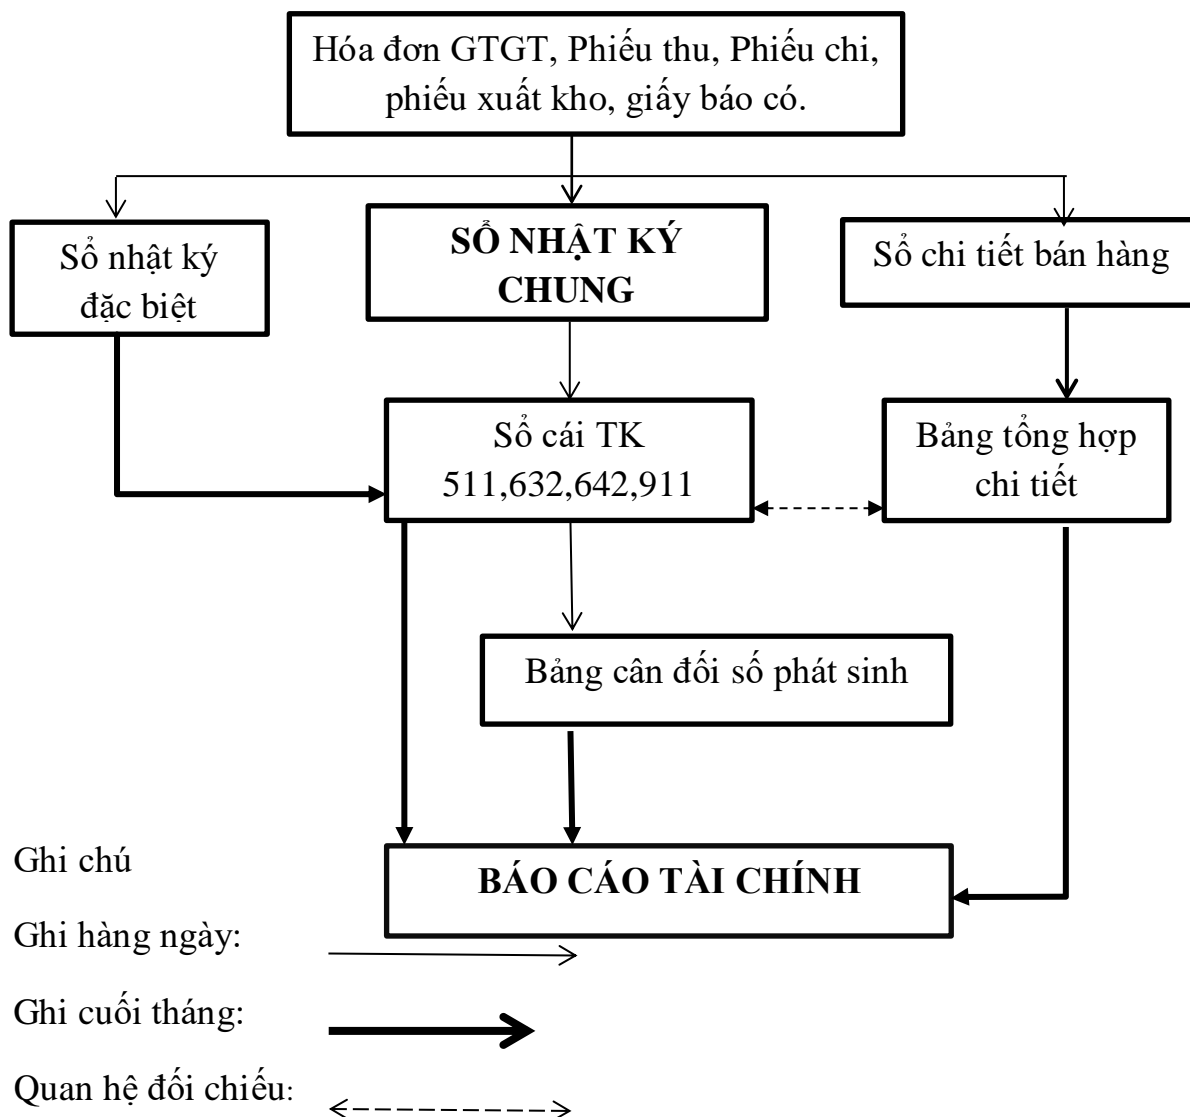 Hóa đơn GTGT, Phiếu thu, Phiếu chi,
phiếu xuất kho, giấy báo có.
Sổ nhật ký
đặc biệt
SỔ NHẬT KÝ
CHUNG
Sổ chi tiết bán hàng
Sổ cái TK
511,632,642,911
Bảng tổng hợp
chi tiết
Bảng cân đối số phát sinh
BÁO CÁO TÀI CHÍNH
Ghi chú
Ghi hàng ngày:
Ghi cuối tháng:
Quan hệ đối chiếu: